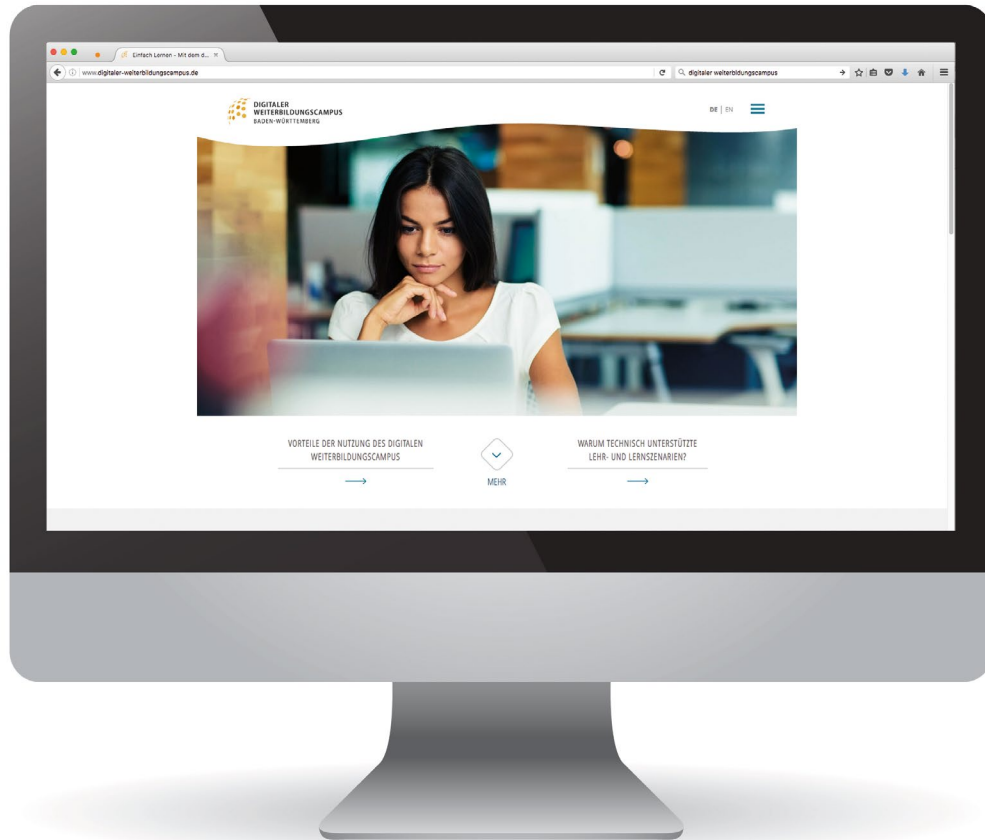 Einfach Lernen - Mit dem d...
www.digitaler-weiterbildungscampus.de
digitaler weiterbldungscampus
DIGITALER
WEITERBILDUNGSCAMPUS
BADEN-WÜRTTEMBERG
DE | EN
VORTEILE DER NUTZUNG DES DIGITALEN
WEITERBILDUNGSCAMPUS
MEHR
WARUM TECHNISCH UNTERSTÜTZTE
LEHR- UND LERNSZENARIEN?